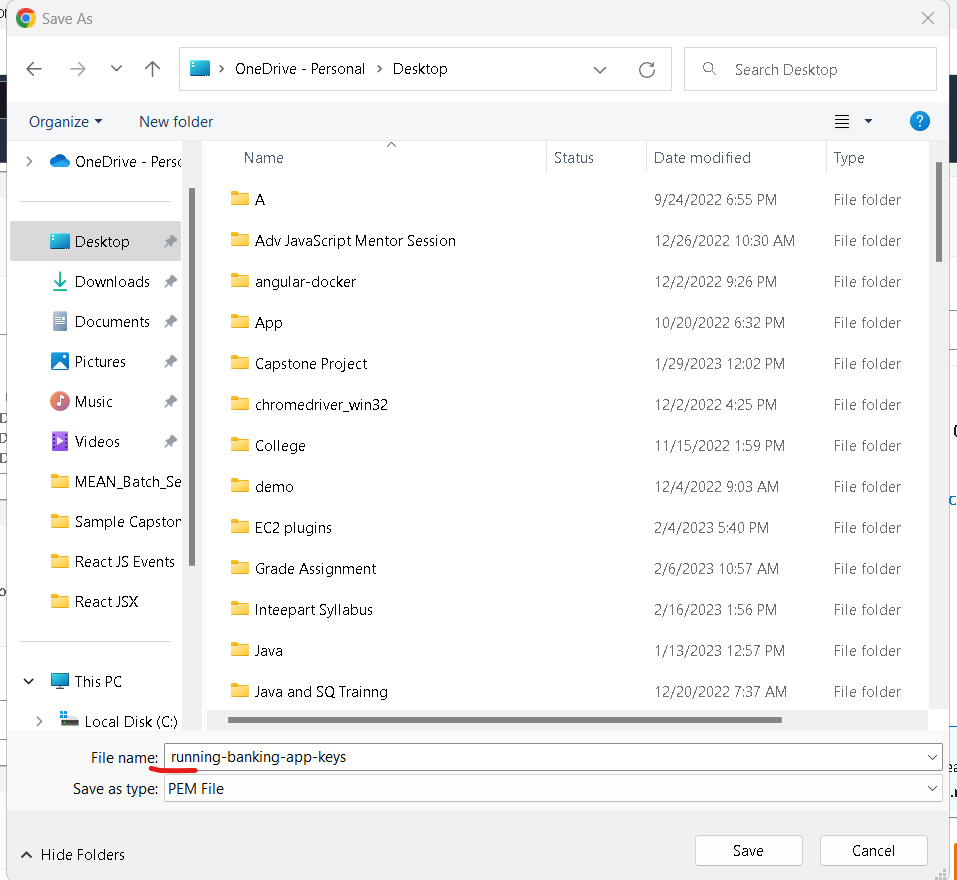 Save As
OneDrive - Personal > Desktop
Search Desktop
Organize
New folder
?
Name Status Date modified Type
OneDrive - Perso
Desktop
Downloads
Documents
Pictures
Music
Videos
MEAN_Batch_Se
Sample Capston
React JS Events
React JSX
This PC
Local Disk (C:)
A 9/24/2022 6:55 PM File folder
Adv JavaScript Mentor Session 12/26/2022 10:30 AM File folder
angular-docker 12/2/2022 9:26 PM File folder
App 10/20/2022 6:32 PM File folder
Capstone Project 1/29/2023 12:02 PM File folder
chromedriver_win32 12/2/2022 4:25 PM File folder
College 11/15/2022 1:59 PM File folder
demo 12/4/2022 9:03 AM File folder
EC2 plugins 2/4/2023 5:40 PM File folder
Grade Assignment 2/6/2023 10:57 AM File folder
Inteepart Syllabus 2/16/2023 1:56 PM File folder
Java 1/13/2023 12:57 PM File folder
Java and SQ Trainng 12/20/2022 7:37 AM File folder
File name: running-banking-app-keys
Save as type: PEM File
Hide Folders
Save
Cancel